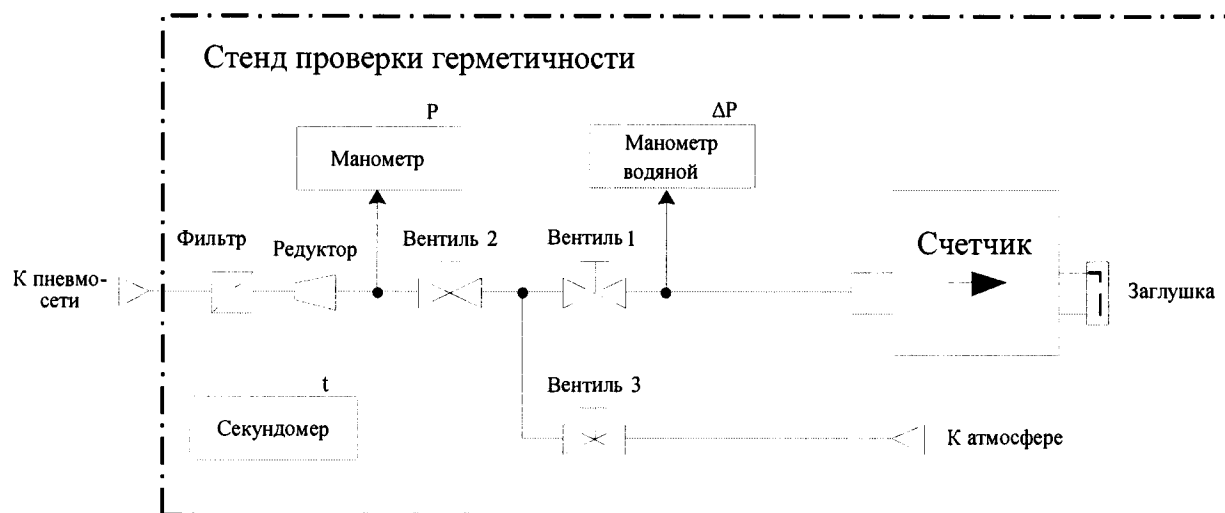 Стенд проверки герметичности
P
ΔP
Манометр
Манометр
водяной
Фильтр
Редуктор
Вентиль 2
Вентиль 1
Счетчик
К пневмо-
сети
Заглушка
t
Вентиль 3
Секундомер
К атмосфере